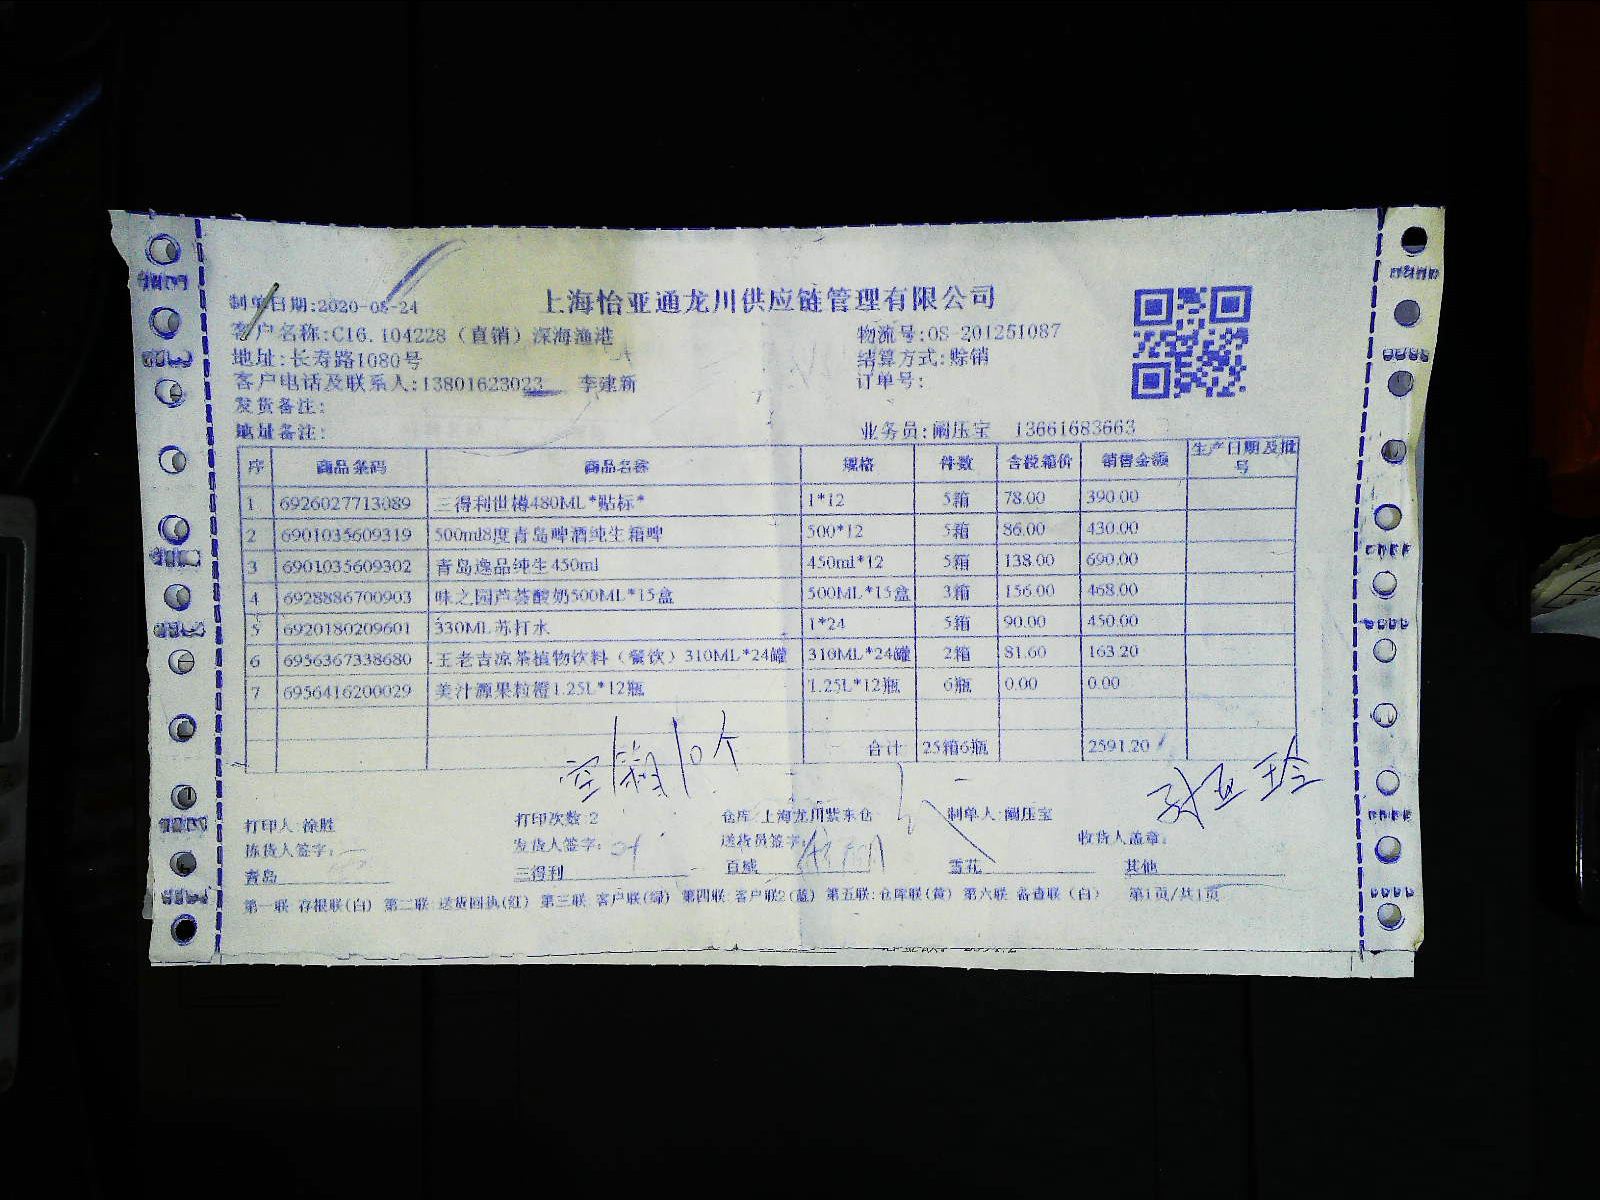 上海怡亚通龙川供应链管理有限公司
制单日期:2020-05-24
客户名称:C16.104228（直销）深海渔港 物流号:OS-201251087
地址:长寿路1080号 结算方式:赊销
客户电话及联系人:13801623023 李建新 订单号:
发货备注:
地址备注: 业务员:阚压宝 13661683663
序 商品条码 商品名称 规格 件数 含税箱价 销售金额 生产日期及批号
1 6926027713089 三得利世樽480ML*贴标* 1*12 5箱 78.00 390.00
2 6901035609319 500ml8度青岛啤酒纯生箱啤 500*12 5箱 86.00 430.00
3 6901035609302 青岛逸品纯生450ml 450ml*12 5箱 138.00 690.00
4 6928886700903 味之园芦荟酸奶500ML*15盒 500ML*15盒 3箱 156.00 468.00
5 6920180209601 330ML苏打水 1*24 5箱 90.00 450.00
6 6956367338680 王老吉凉茶植物饮料（餐饮）310ML*24罐 310ML*24罐 2箱 81.60 163.20
7 6956416200029 美汁源果粒橙1.25L*12瓶 1.25L*12瓶 6瓶 0.00 0.00
合计 25箱6瓶 2591.20
空箱10个
打印人:徐胜 打印次数:2 仓库:上海龙川紫东仓 制单人:阚压宝
拣货人签字: 发货人签字: 送货员签字: 收货人盖章:
青岛 三得利 百威 雪花 其他
第一联:存根联(白) 第二联:送货回执(红) 第三联:客户联(绿) 第四联:客户联2(蓝) 第五联:仓库联(黄) 第六联:备查联（白） 第1页/共1页